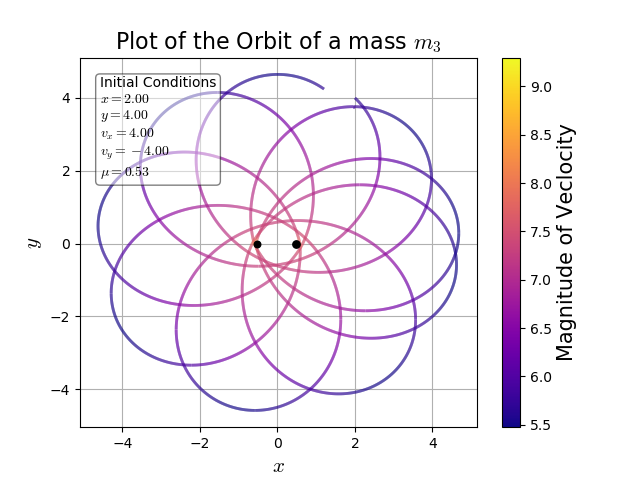 Plot of the Orbit of a mass $m_3$
Initial Conditions
x = 2.00
y = 4.00
v_x = 4.00
v_y = −4.00
μ = 0.53
4
2
0
−2
−4
y
−4 −2 0 2 4
x
9.0
8.5
8.0
7.5
7.0
6.5
6.0
5.5
Magnitude of Veclocity